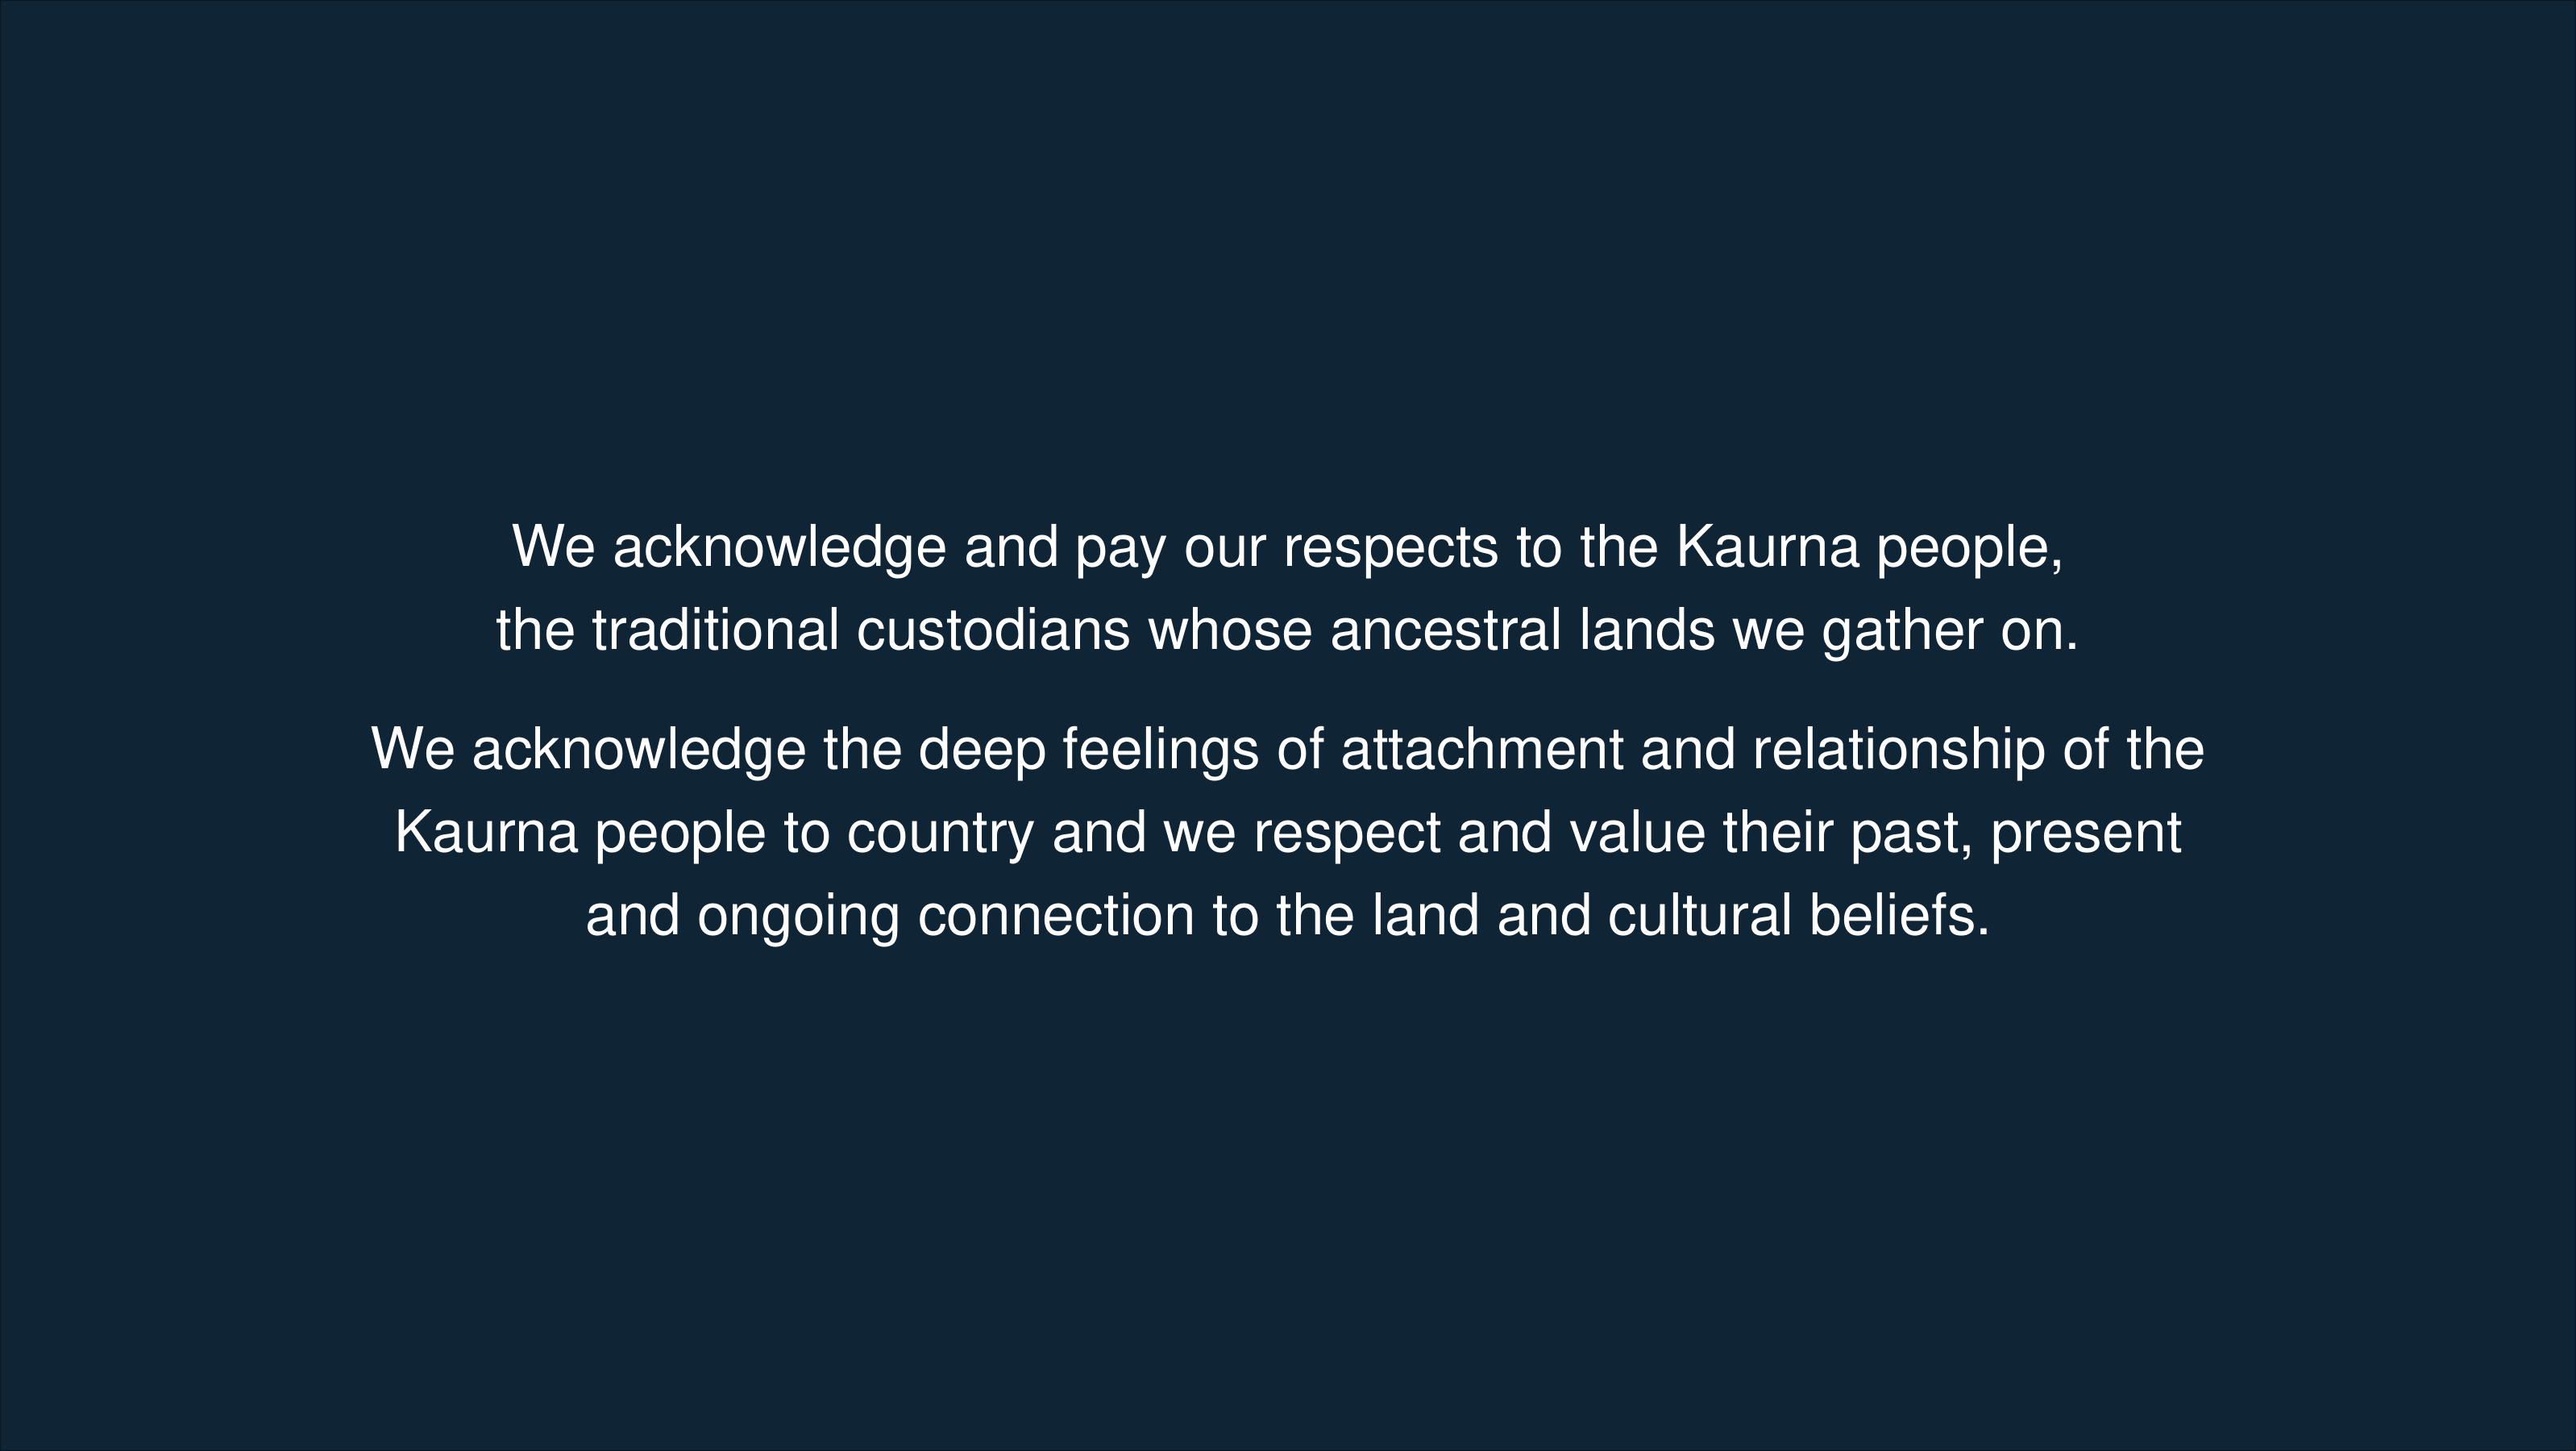 We acknowledge and pay our respects to the Kaurna people,
the traditional custodians whose ancestral lands we gather on.
We acknowledge the deep feelings of attachment and relationship of the
Kaurna people to country and we respect and value their past, present
and ongoing connection to the land and cultural beliefs.